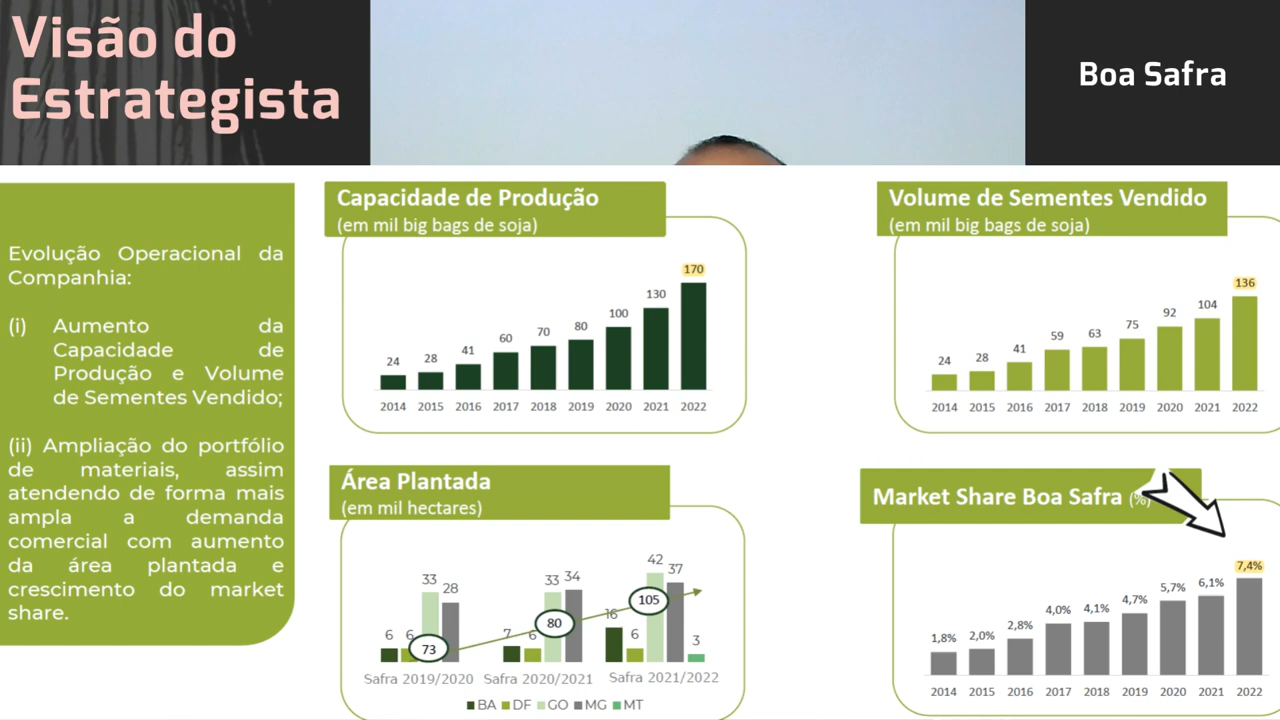 Visão do
Estrategista
Boa Safra
Evolução Operacional da
Companhia:
(i) Aumento da
Capacidade de
Produção e Volume
de Sementes Vendido;
(ii) Ampliação do portfólio
de materiais, assim
atendendo de forma mais
ampla a demanda
comercial com aumento
da área plantada e
crescimento do market
share.
Capacidade de Produção
(em mil big bags de soja)
24 28 41 60 70 80 100 130 170
2014 2015 2016 2017 2018 2019 2020 2021 2022
Volume de Sementes Vendido
(em mil big bags de soja)
24 28 41 59 63 75 92 104 136
2014 2015 2016 2017 2018 2019 2020 2021 2022
Área Plantada
(em mil hectares)
6 6 33 28 7 6 33 34 16 6 42 37 3
73 80 105
Safra 2019/2020 Safra 2020/2021 Safra 2021/2022
BA DF GO MG MT
Market Share Boa Safra (%)
1,8% 2,0% 2,8% 4,0% 4,1% 4,7% 5,7% 6,1% 7,4%
2014 2015 2016 2017 2018 2019 2020 2021 2022